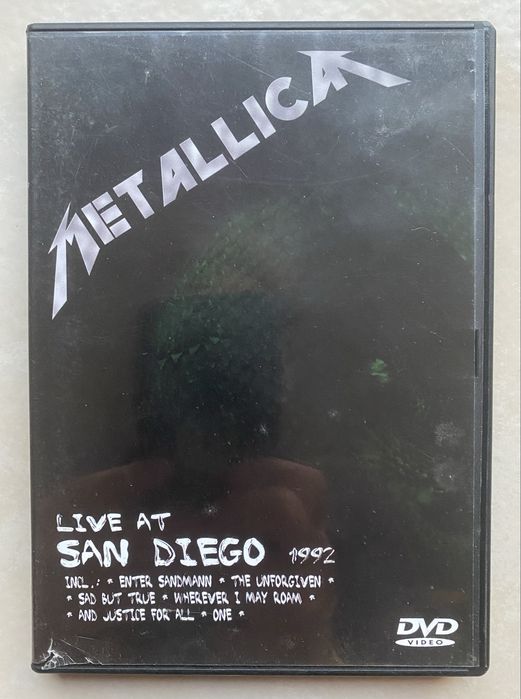 METALLICA
LIVE AT
SAN DIEGO 1992
INCL.: * ENTER SANDMANN * THE UNFORGIVEN *
* SAD BUT TRUE * WHEREVER I MAY ROAM *
* AND JUSTICE FOR ALL * ONE *
DVD
VIDEO